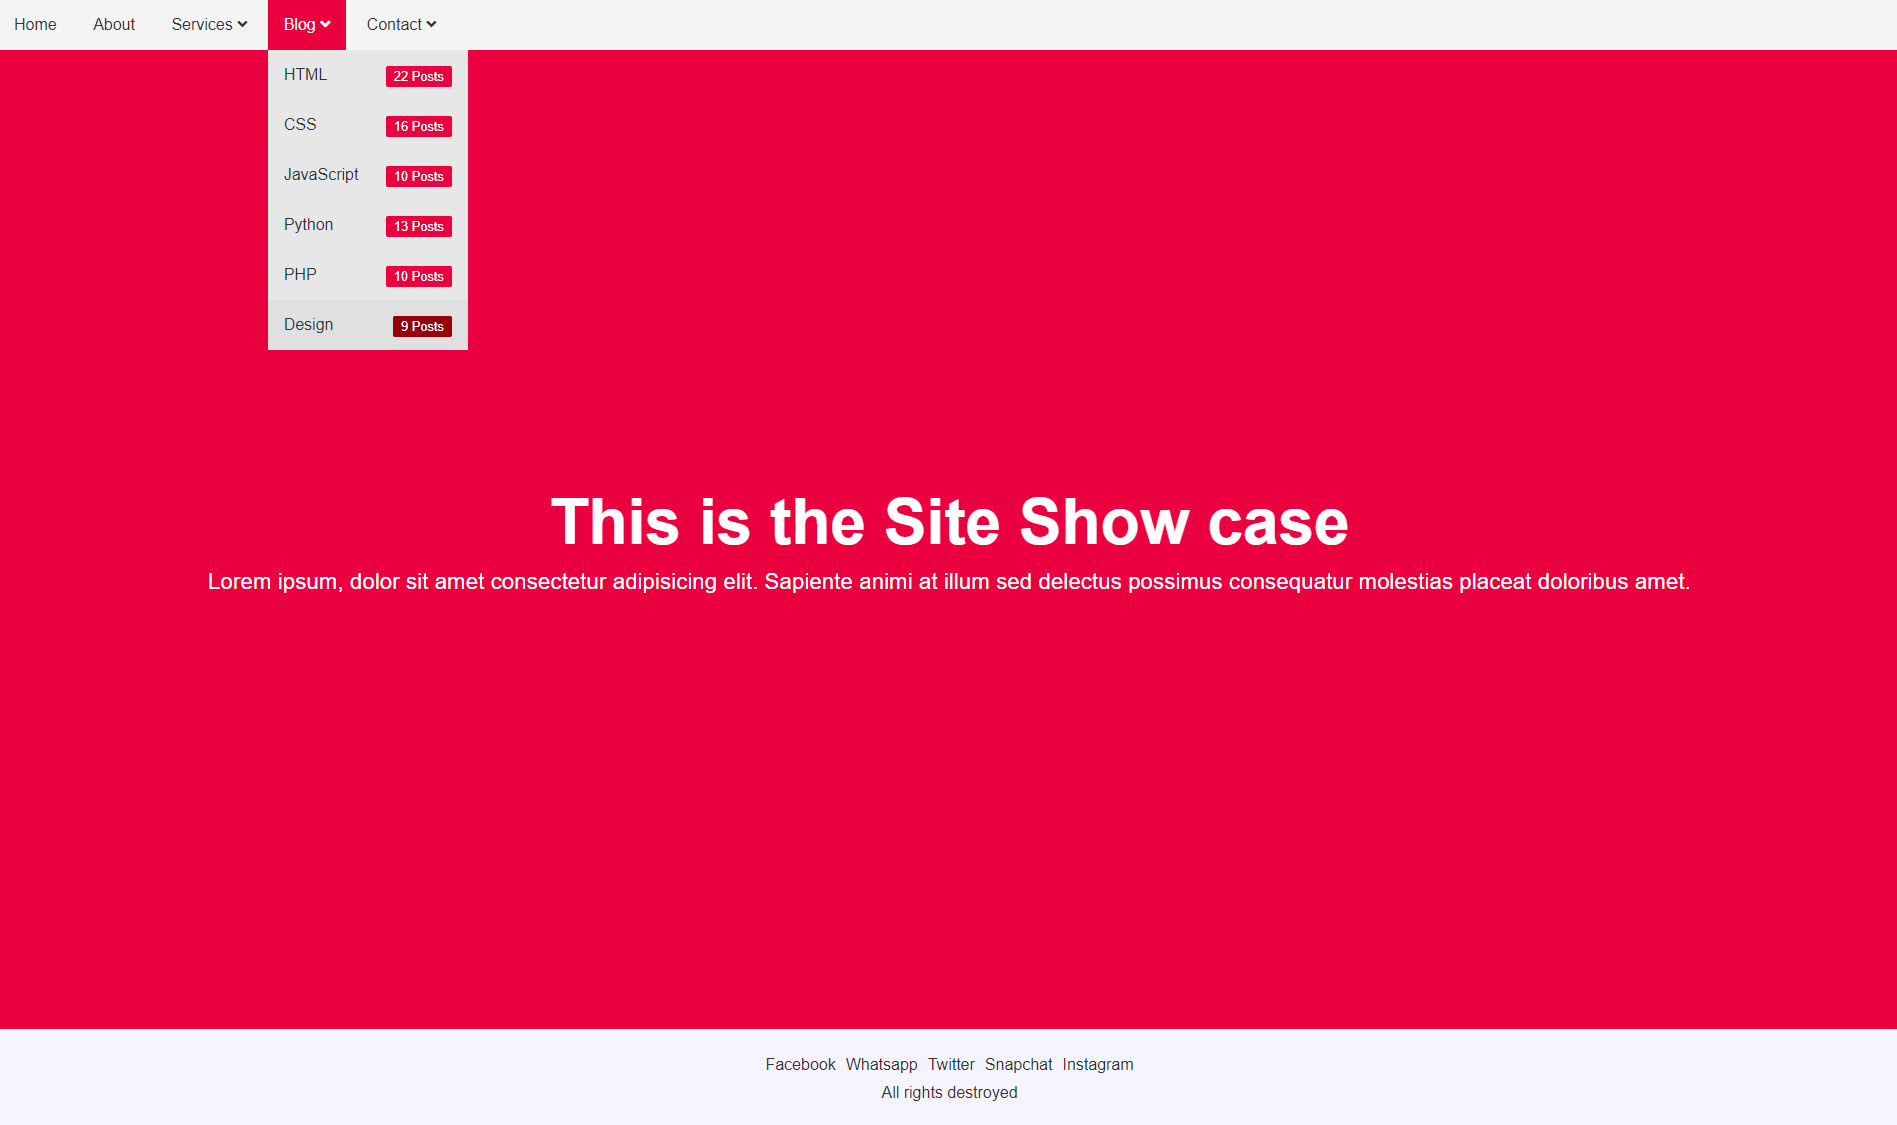 Home About Services Blog Contact
HTML 22 Posts
CSS 16 Posts
JavaScript 10 Posts
Python 13 Posts
PHP 10 Posts
Design 9 Posts
This is the Site Show case
Lorem ipsum, dolor sit amet consectetur adipisicing elit. Sapiente animi at illum sed delectus possimus consequatur molestias placeat doloribus amet.
Facebook Whatsapp Twitter Snapchat Instagram
All rights destroyed